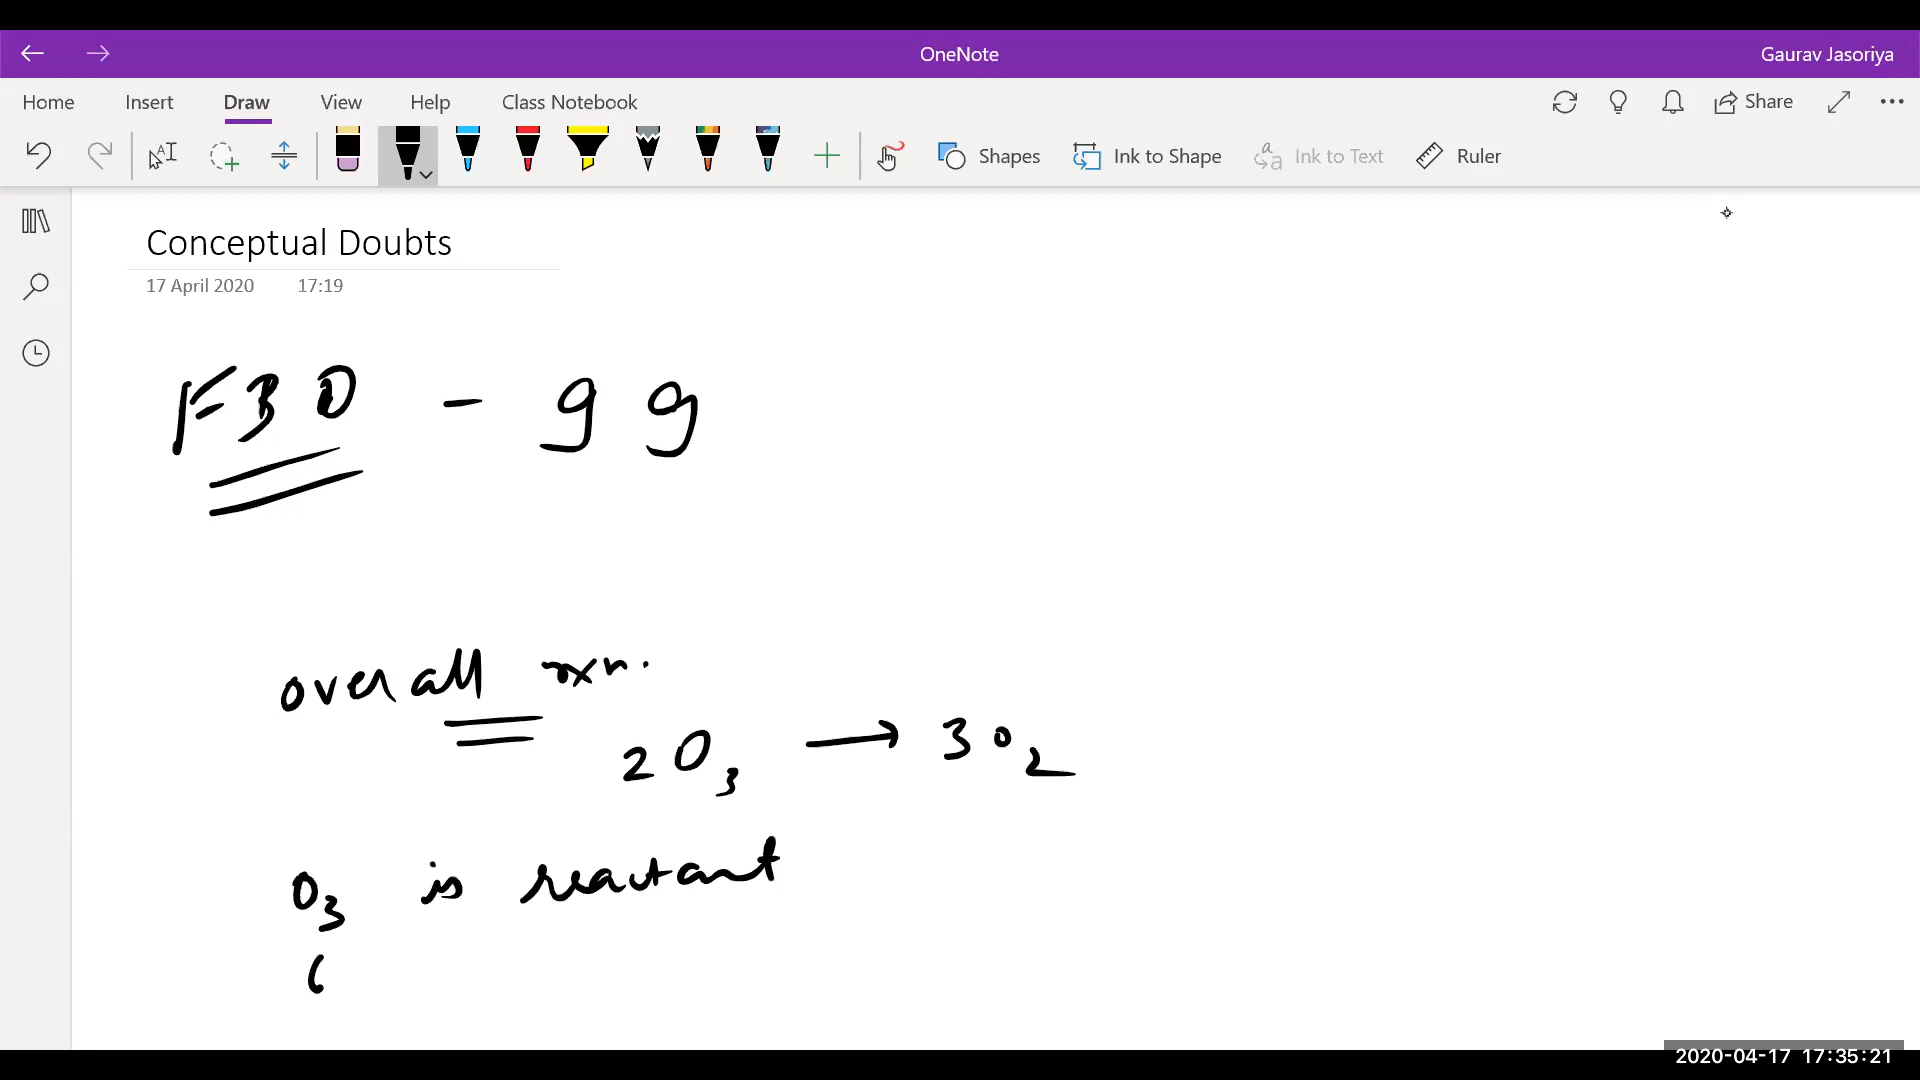 OneNote
Gaurav Jasoriya
Home Insert Draw View Help Class Notebook Share
Shapes Ink to Shape Ink to Text Ruler
Conceptual Doubts
17 April 2020 17:19
F30 - 99
overall rxn.
2O₃ → 3O₂
O₃ is reactant
2020-04-17 17:35:21